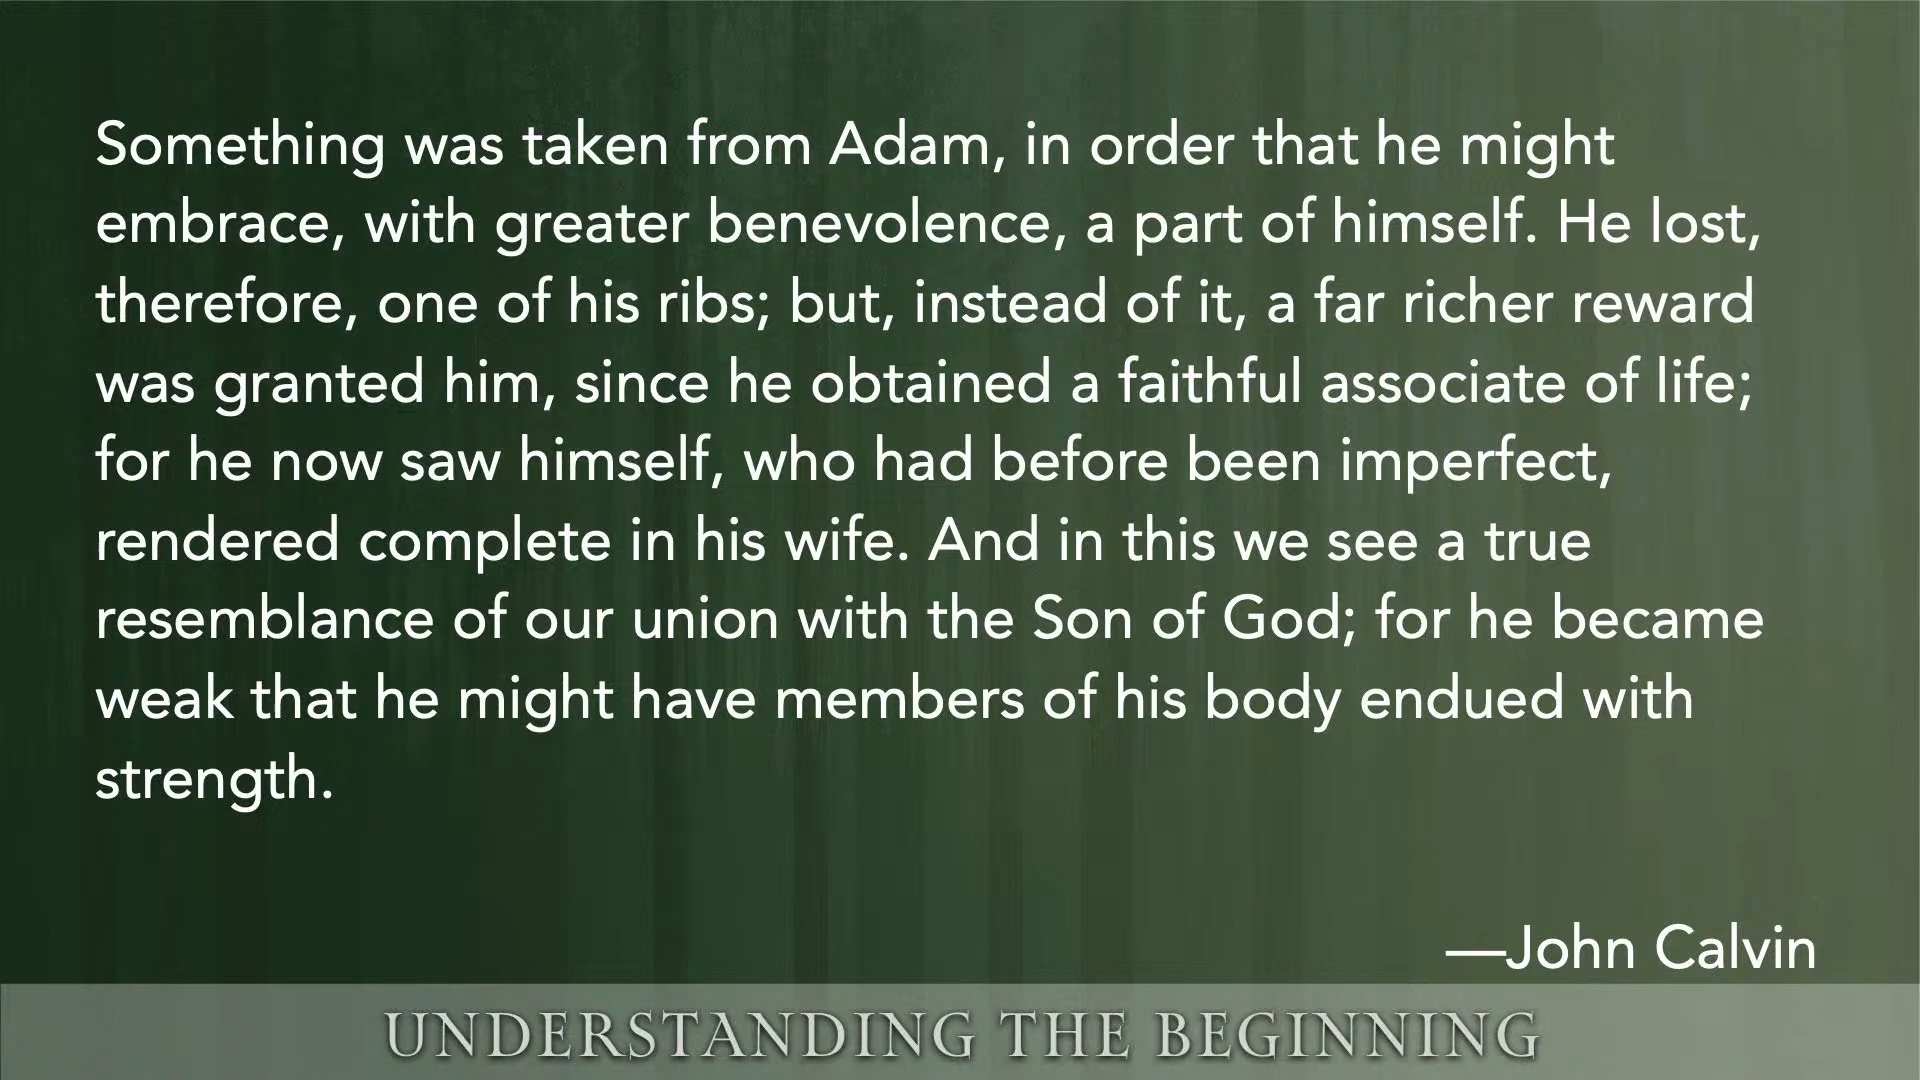 Something was taken from Adam, in order that he might
embrace, with greater benevolence, a part of himself. He lost,
therefore, one of his ribs; but, instead of it, a far richer reward
was granted him, since he obtained a faithful associate of life;
for he now saw himself, who had before been imperfect,
rendered complete in his wife. And in this we see a true
resemblance of our union with the Son of God; for he became
weak that he might have members of his body endued with
strength.
—John Calvin
UNDERSTANDING THE BEGINNING